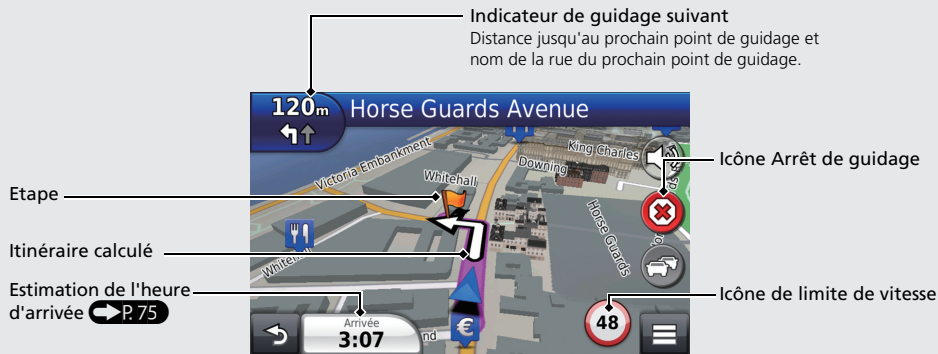 Indicateur de guidage suivant
Distance jusqu'au prochain point de guidage et
nom de la rue du prochain point de guidage.
120m
Horse Guards Avenue
Victoria Embankment
Whitehall
Downing
King Charles
Horse Guards
Icône Arrêt de guidage
Etape
Itinéraire calculé
Estimation de l'heure
d'arrivée P. 75
Icône de limite de vitesse
Arrivée
3:07
€
48